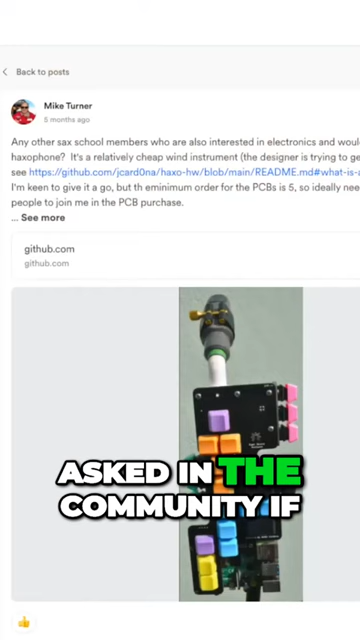 Back to posts
Mike Turner
5 months ago
Any other sax school members who are also interested in electronics and would
haxophone? It's a relatively cheap wind instrument (the designer is trying to ge
see https://github.com/jcard0na/haxo-hw/blob/main/README.md#what-is-a
I'm keen to give it a go, but th eminimum order for the PCBs is 5, so ideally nee
people to join me in the PCB purchase.
... See more
github.com
github.com
ASKED IN THE
COMMUNITY IF